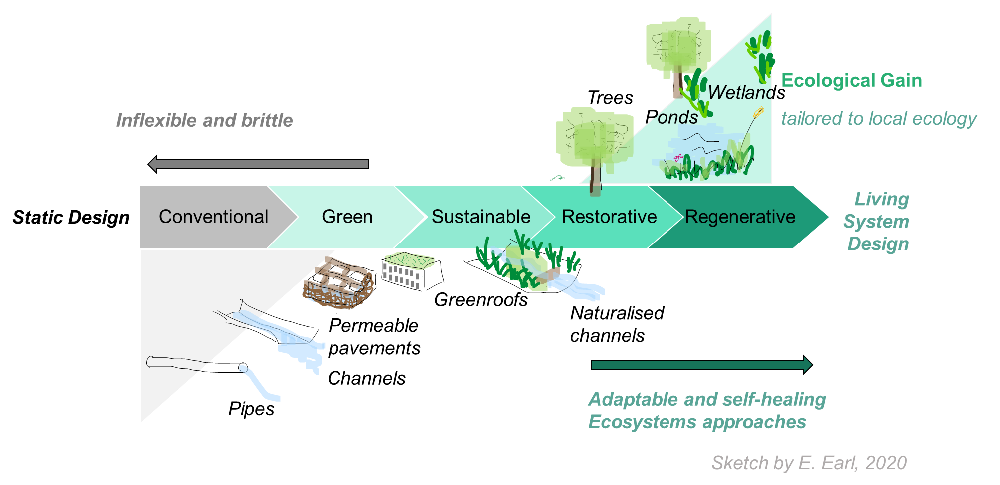 Trees
Wetlands
Ecological Gain
Ponds
tailored to local ecology
Inflexible and brittle
Static Design
Conventional
Green
Sustainable
Restorative
Regenerative
Living
System
Design
Greenroofs
Naturalised
channels
Permeable
pavements
Channels
Pipes
Adaptable and self-healing
Ecosystems approaches
Sketch by E. Earl, 2020